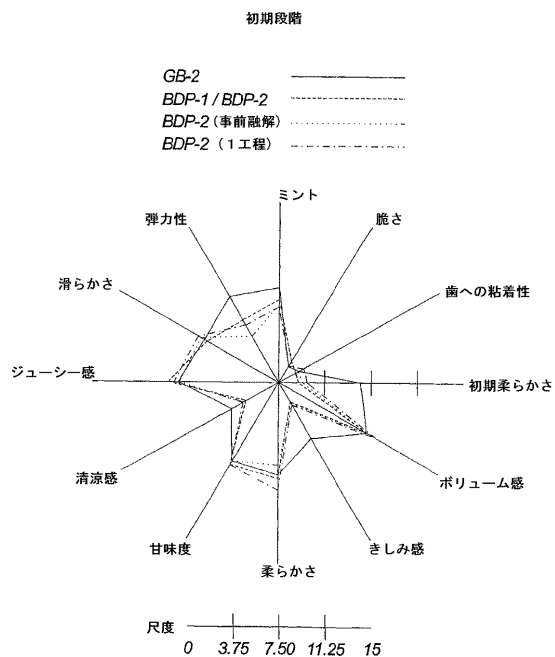 初期段階
GB-2
BDP-1 / BDP-2
BDP-2 (事前融解)
BDP-2 (1工程)
ミント
弾力性
脆さ
滑らかさ
歯への粘着性
ジューシー感
初期柔らかさ
清涼感
ボリューム感
甘味度
きしみ感
柔らかさ
尺度
0 3.75 7.50 11.25 15